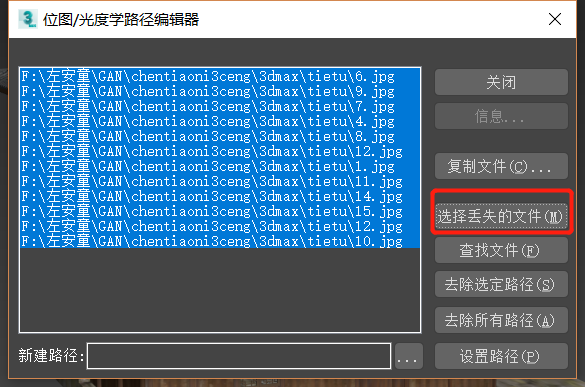 位图/光度学路径编辑器
F:\左安童\GAN\chentiaoni3ceng\3dmax\tietu\6.jpg
F:\左安童\GAN\chentiaoni3ceng\3dmax\tietu\9.jpg
F:\左安童\GAN\chentiaoni3ceng\3dmax\tietu\7.jpg
F:\左安童\GAN\chentiaoni3ceng\3dmax\tietu\4.jpg
F:\左安童\GAN\chentiaoni3ceng\3dmax\tietu\8.jpg
F:\左安童\GAN\chentiaoni3ceng\3dmax\tietu\12.jpg
F:\左安童\GAN\chentiaoni3ceng\3dmax\tietu\1.jpg
F:\左安童\GAN\chentiaoni3ceng\3dmax\tietu\11.jpg
F:\左安童\GAN\chentiaoni3ceng\3dmax\tietu\14.jpg
F:\左安童\GAN\chentiaoni3ceng\3dmax\tietu\15.jpg
F:\左安童\GAN\chentiaoni3ceng\3dmax\tietu\12.jpg
F:\左安童\GAN\chentiaoni3ceng\3dmax\tietu\10.jpg
关闭
信息...
复制文件(C)...
选择丢失的文件(M)
查找文件(F)
去除选定路径(S)
去除所有路径(A)
新建路径:
...
设置路径(P)